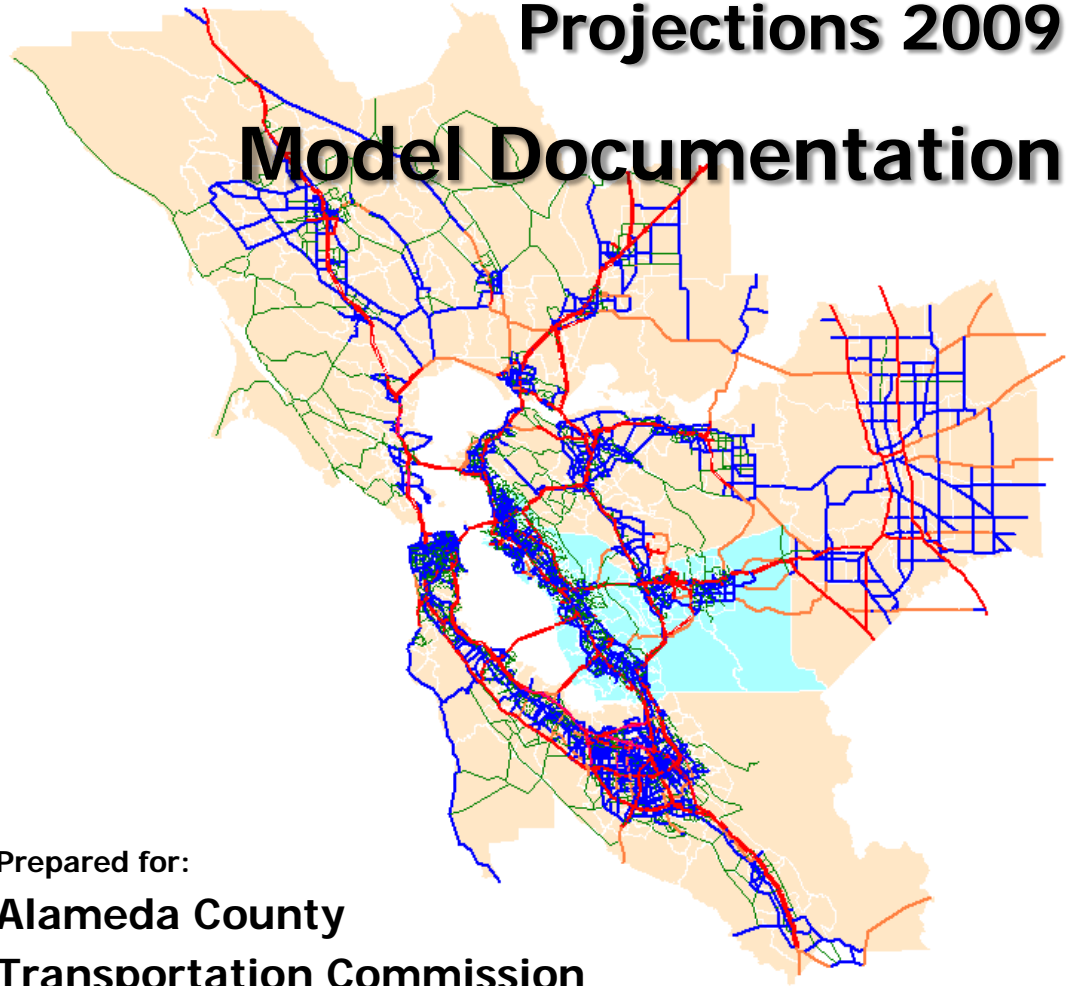 Projections 2009
Model Documentation
Prepared for:
Alameda County
Transportation Commission